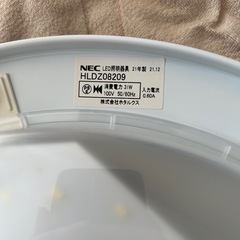 NEC LED照明器具 21年製 21.12
HLDZ08209
消費電力 31W 入力電流
100V 50/60Hz 0.60A
株式会社ホタルクス